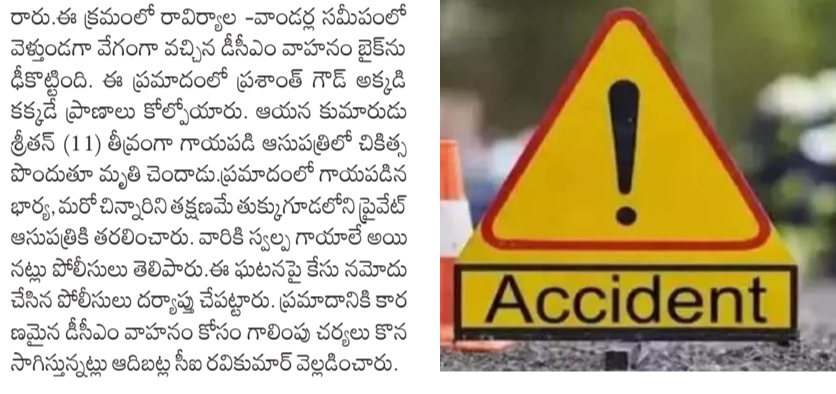 రారు.ఈ క్రమంలో రావిర్యాల -వాండర్ల సమీపంలో
వెళ్తుండగా వేగంగా వచ్చిన డీసీఎం వాహనం బైక్‌ను
ఢీకొట్టింది. ఈ ప్రమాదంలో ప్రశాంత్ గౌడ్ అక్కడి
కక్కడే ప్రాణాలు కోల్పోయారు. ఆయన కుమారుడు
శ్రీతన్ (11) తీవ్రంగా గాయపడి ఆసుపత్రిలో చికిత్స
పొందుతూ మృతి చెందాడు.ప్రమాదంలో గాయపడిన
భార్య, మరో చిన్నారిని తక్షణమే తుక్కుగూడలోని ప్రైవేట్
ఆసుపత్రికి తరలించారు. వారికి స్వల్ప గాయాలే అయి
నట్లు పోలీసులు తెలిపారు.ఈ ఘటనపై కేసు నమోదు
చేసిన పోలీసులు దర్యాప్తు చేపట్టారు. ప్రమాదానికి కార
ణమైన డీసీఎం వాహనం కోసం గాలింపు చర్యలు కొన
సాగిస్తున్నట్లు ఆదిబట్ల సీఐ రవికుమార్ వెల్లడించారు.
!
Accident